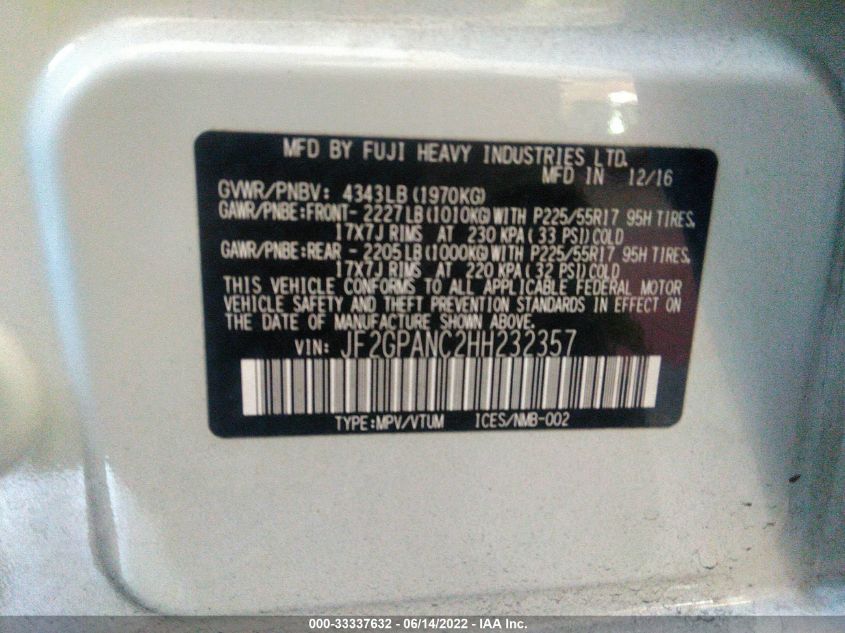 MFD BY FUJI HEAVY INDUSTRIES LTD.
MFD IN 12/16
GVWR/PNBV: 4343LB (1970KG)
GAWR/PNBE:FRONT- 2227LB(1010KG)WITH P225/55R17 95H TIRES,
17X7J RIMS AT 230 KPA(33 PSI)COLD
GAWR/PNBE:REAR - 2205LB(1000KG)WITH P225/55R17 95H TIRES,
17X7J RIMS AT 220 KPA(32 PSI)COLD
THIS VEHICLE CONFORMS TO ALL APPLICABLE FEDERAL MOTOR
VEHICLE SAFETY AND THEFT PREVENTION STANDARDS IN EFFECT ON
THE DATE OF MANUFACTURE SHOWN ABOVE.
VIN: JF2GPANC2HH232357
TYPE:MPV/VTUM ICES/NMB-002
000-33337632 - 06/14/2022 - IAA Inc.